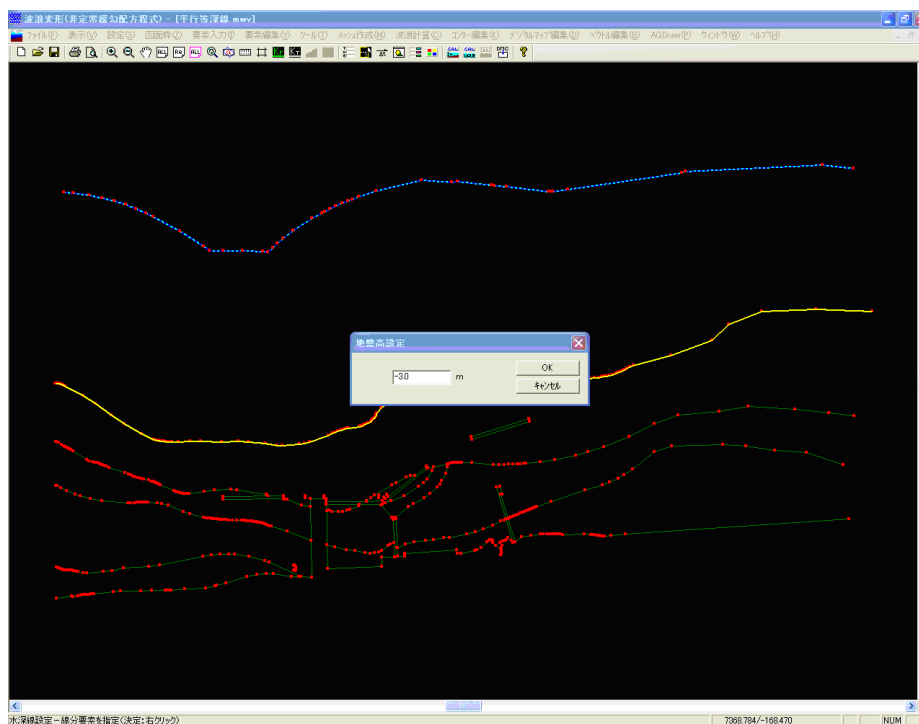 波浪変形(非定常緩勾配方程式) - [平行等深線.mwv]
ファイル(F) 表示(V) 設定(S) 図面枠(Z) 要素入力(I) 要素編集(Y) ツール(T) メッシュ作成(M) 波浪計算(C) コンター編集(K) デジタルマップ編集(B) ベクトル編集(B) AGDraw(P) ウィンドウ(W) ヘルプ(H)
ALL Re ALL
地盤高設定
-3.0 m
OK
キャンセル
水深線設定-線分要素を指定(決定:右クリック) 7368.784/-168.470 NUM